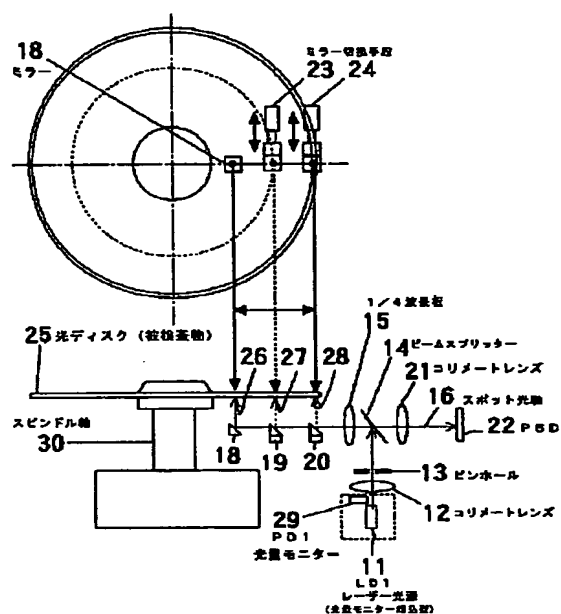 18
ミラー
ミラー切換手段
23 24
1/4波長板
15
14 ビームスプリッター
21 コリメートレンズ
25 光ディスク(被検査物)
26 27 28
16 スポット光軸
22 PSD
スピンドル軸
30
18 19 20
13 ピンホール
12 コリメートレンズ
29
PD1
光量モニター
11
LD1
レーザー光源